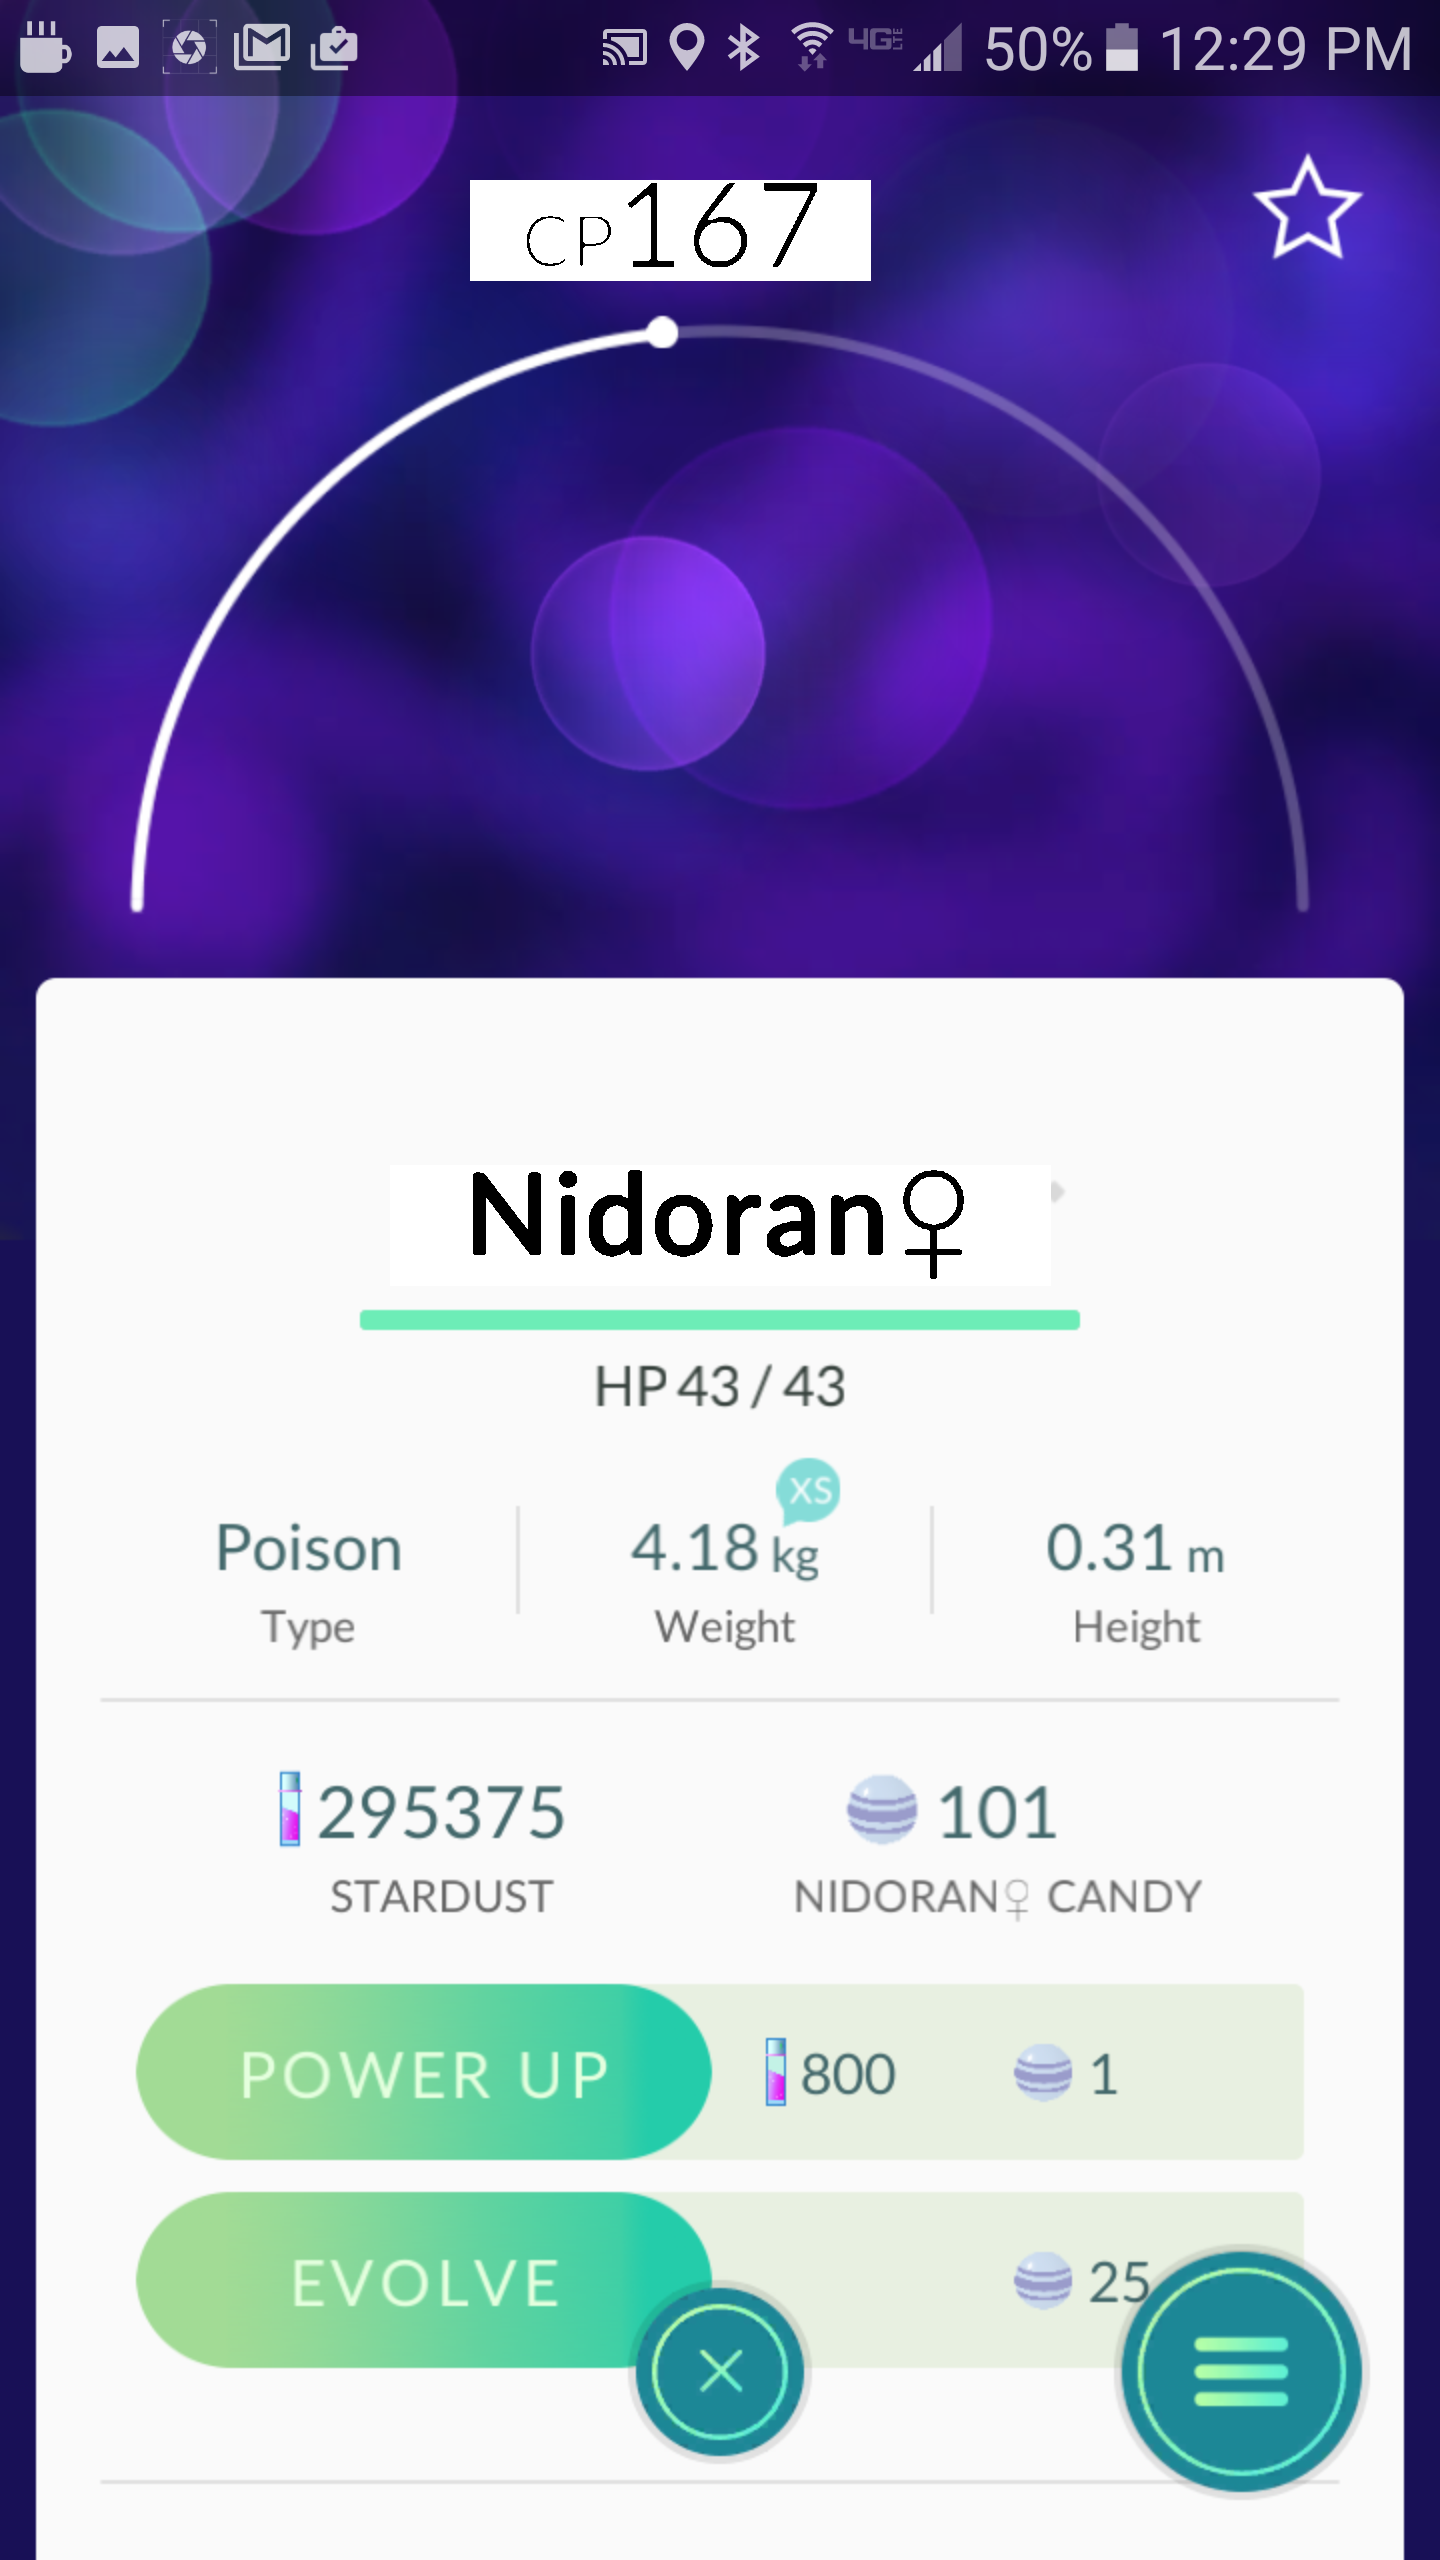 4G LTE 50% 12:29 PM
CP167
Nidoran♀
HP 43 / 43
XS
Poison 4.18 kg 0.31 m
Type Weight Height
295375 101
STARDUST NIDORAN♀ CANDY
POWER UP 800 1
EVOLVE 25